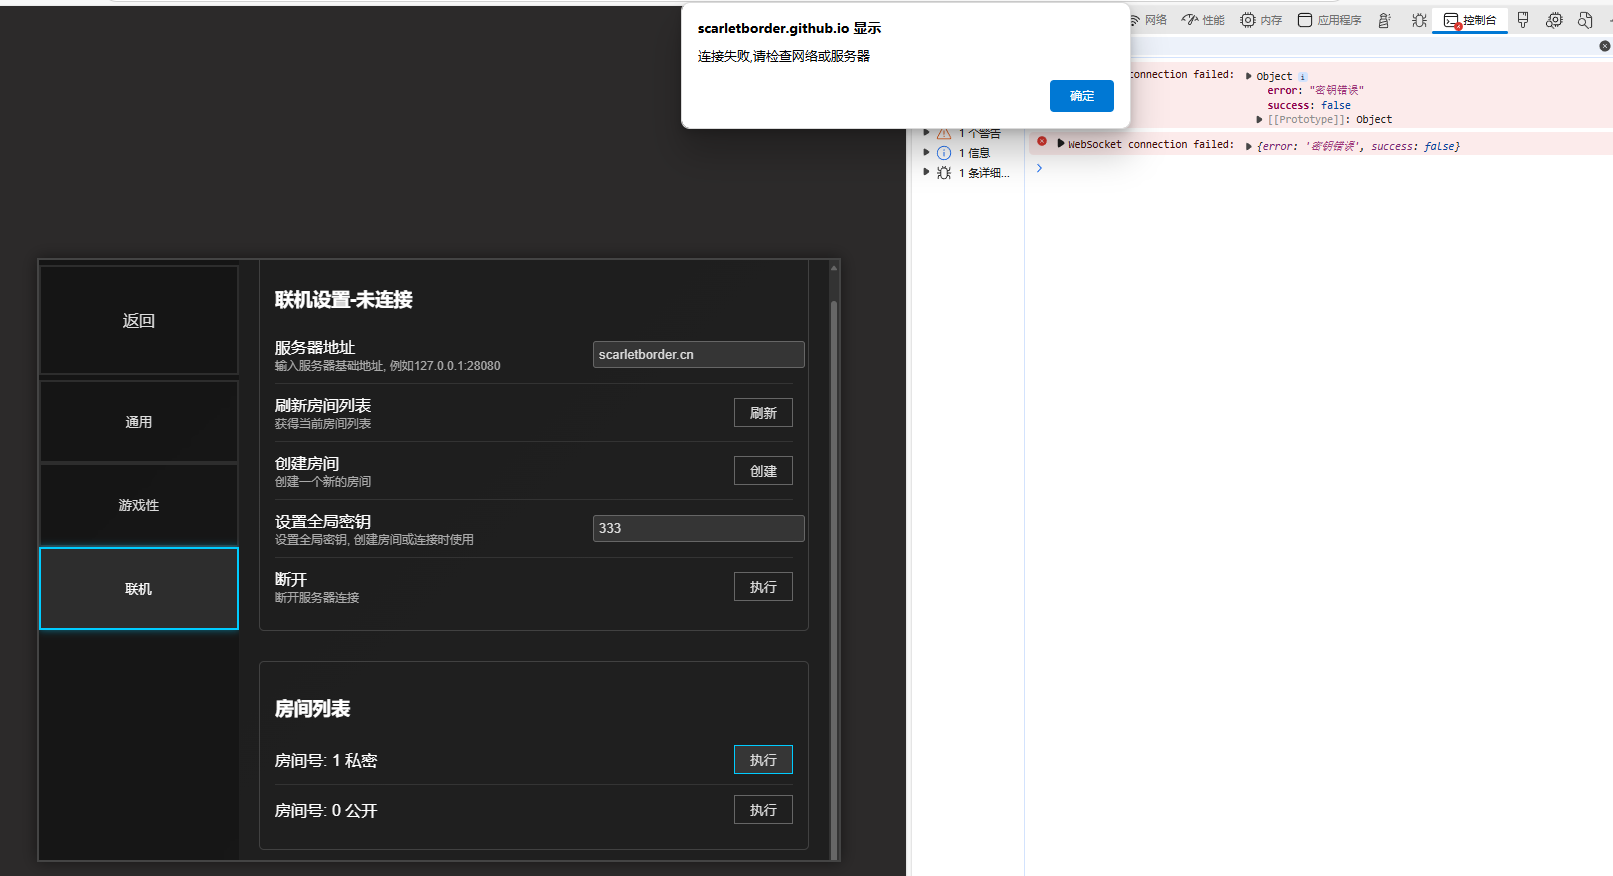 scarletborder.github.io 显示
连接失败,请检查网络或服务器
确定
网络
性能
内存
应用程序
控制台
1 个警告
1 信息
1 条详细...
connection failed:
Object
error: "密钥错误"
success: false
[[Prototype]]: Object
WebSocket connection failed:
{error: '密钥错误', success: false}
返回
通用
游戏性
联机
联机设置-未连接
服务器地址
输入服务器基础地址, 例如127.0.0.1:28080
scarletborder.cn
刷新房间列表
获得当前房间列表
刷新
创建房间
创建一个新的房间
创建
设置全局密钥
设置全局密钥, 创建房间或连接时使用
333
断开
断开服务器连接
执行
房间列表
房间号: 1 私密
执行
房间号: 0 公开
执行